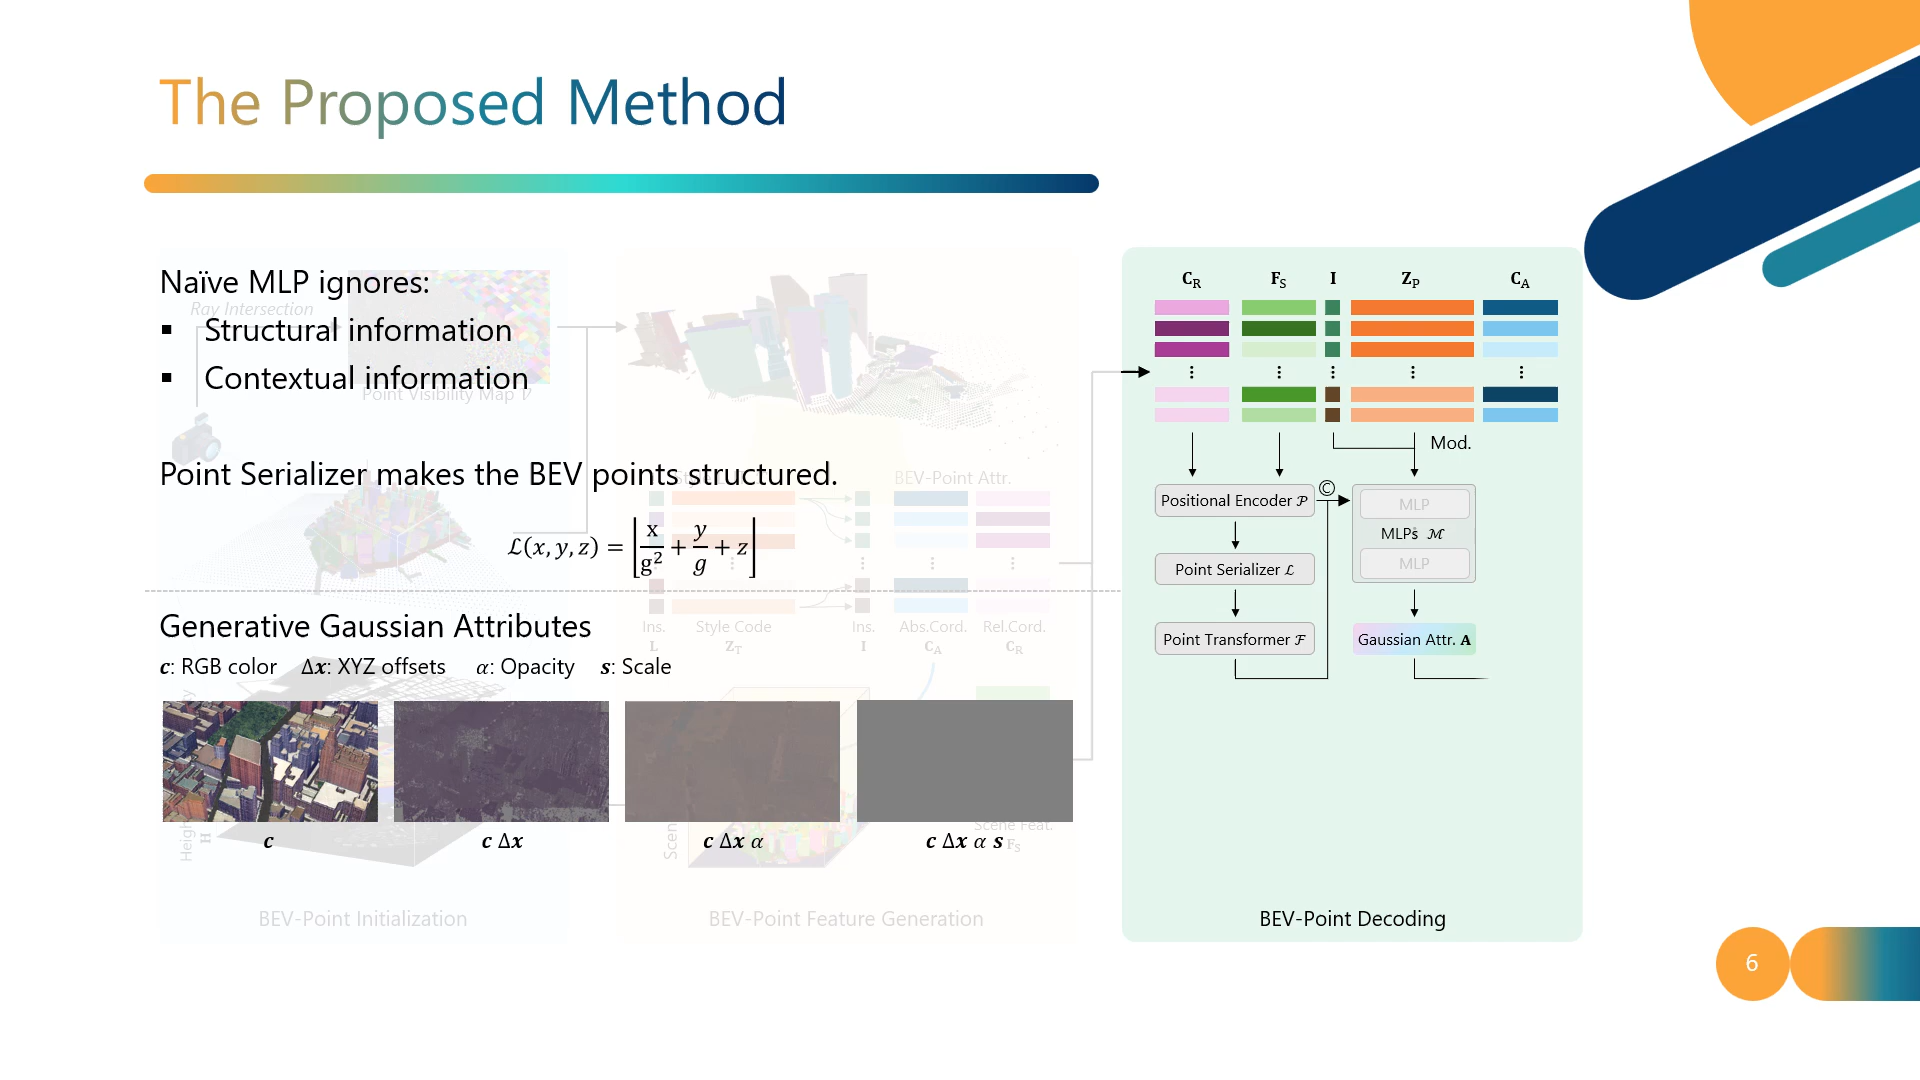 The Proposed Method
Naïve MLP ignores:
▪ Structural information
▪ Contextual information
Point Serializer makes the BEV points structured.
ℒ(x, y, z) = ⌊x/g² + y/g + z⌋
Generative Gaussian Attributes
c: RGB color Δx: XYZ offsets α: Opacity s: Scale
c
c Δx
c Δx α
c Δx α s
Ray Intersection
Point Visibility Map
BEV-Point Attr.
Ins. Style Code Ins. Abs.Cord. Rel.Cord.
L Z_T I C_A C_R
H
Scene Feat.
F_S
BEV-Point Initialization
BEV-Point Feature Generation
C_R F_S I Z_P C_A
Mod.
Positional Encoder 𝒫
©
MLP
MLPs ℳ
MLP
Point Serializer ℒ
Point Transformer ℱ
Gaussian Attr. A
BEV-Point Decoding
6